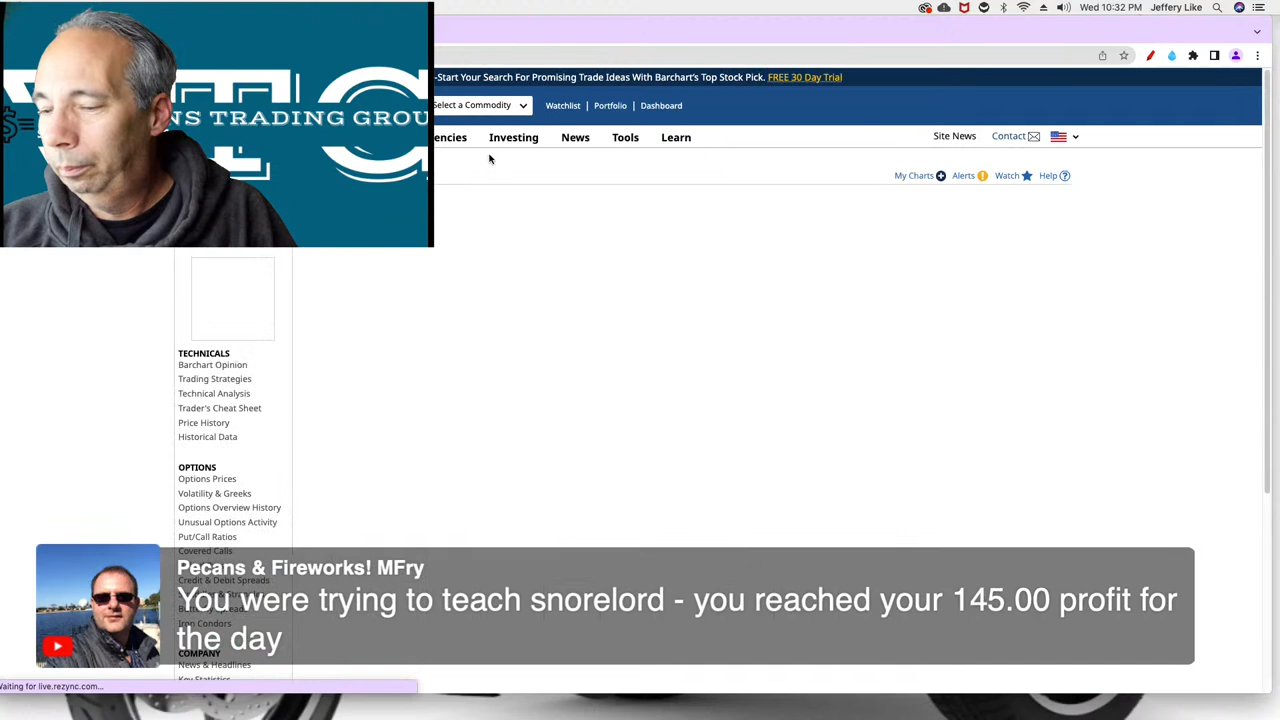 Wed 10:32 PM Jeffery Like
-Start Your Search For Promising Trade Ideas With Barchart's Top Stock Pick. FREE 30 Day Trial
Select a Commodity Watchlist | Portfolio | Dashboard
NS TRADING GROU
encies Investing News Tools Learn Site News Contact
My Charts Alerts Watch Help
TECHNICALS
Barchart Opinion
Trading Strategies
Technical Analysis
Trader's Cheat Sheet
Price History
Historical Data
OPTIONS
Options Prices
Volatility & Greeks
Options Overview History
Unusual Options Activity
Put/Call Ratios
Covered Calls
Pecans & Fireworks! MFry
Credit & Debit Spreads
You were trying to teach snorelord - you reached your 145.00 profit for
the day
Iron Condors
COMPANY
News & Headlines
Key Statistics
Waiting for live.rezync.com...